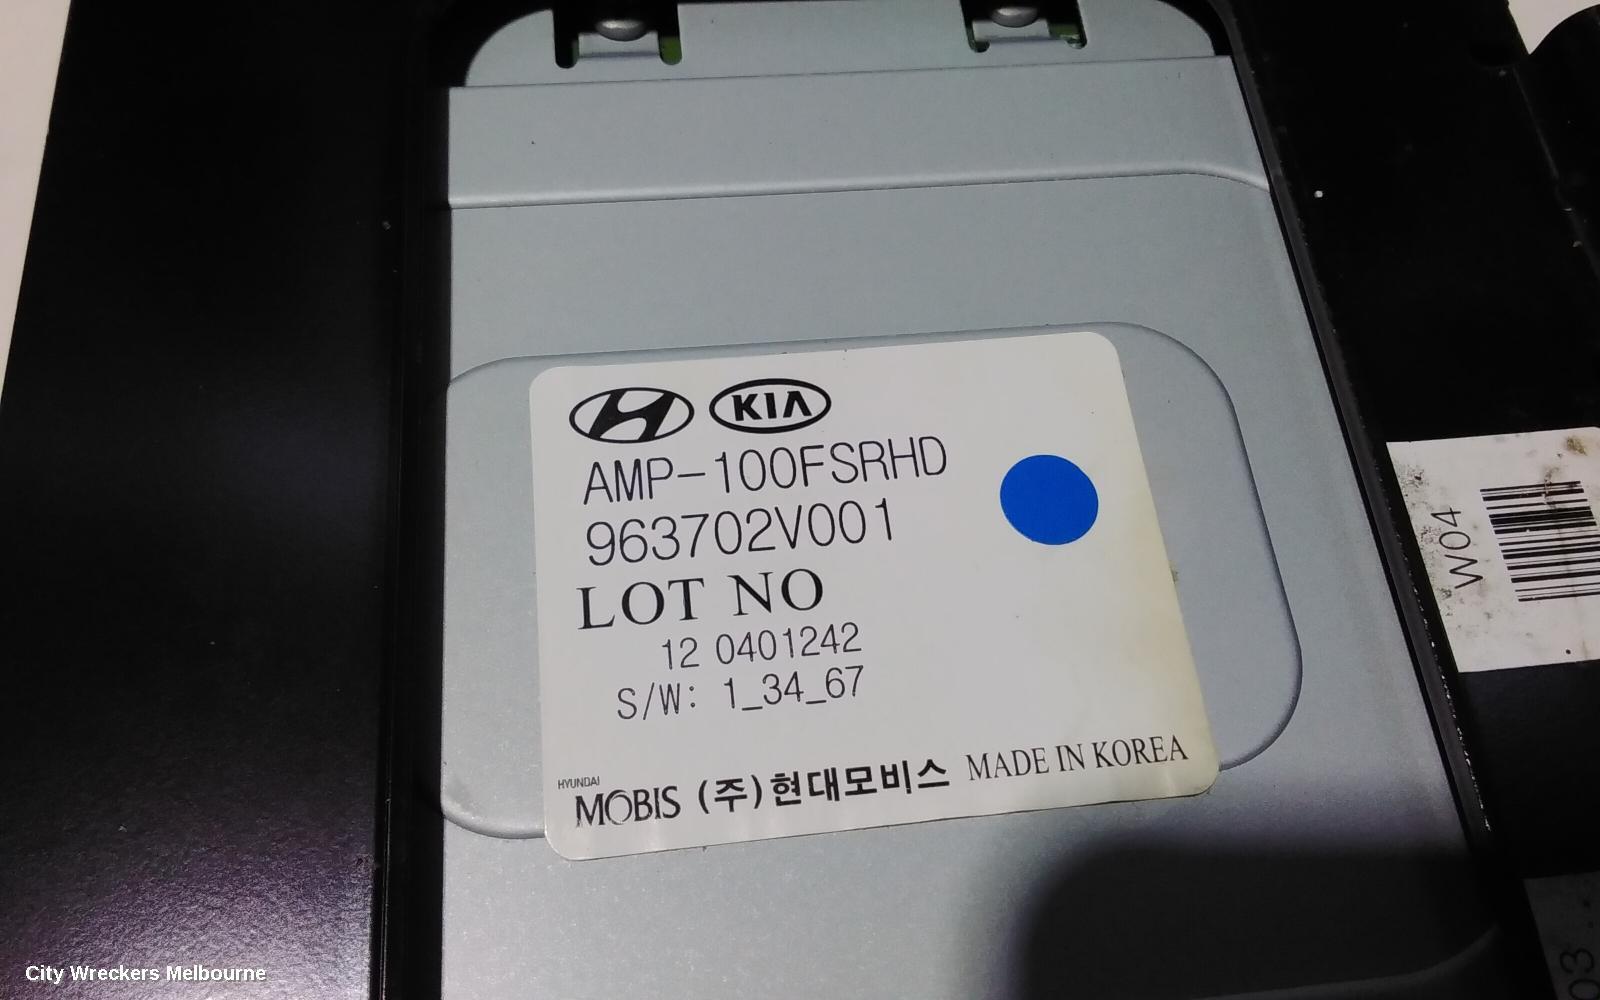 KIA
AMP-100FSRHD
963702V001
LOT NO
12 0401242
S/W: 1_34_67
HYUNDAI
MOBIS (주)현대모비스 MADE IN KOREA
W04
03
City Wreckers Melbourne